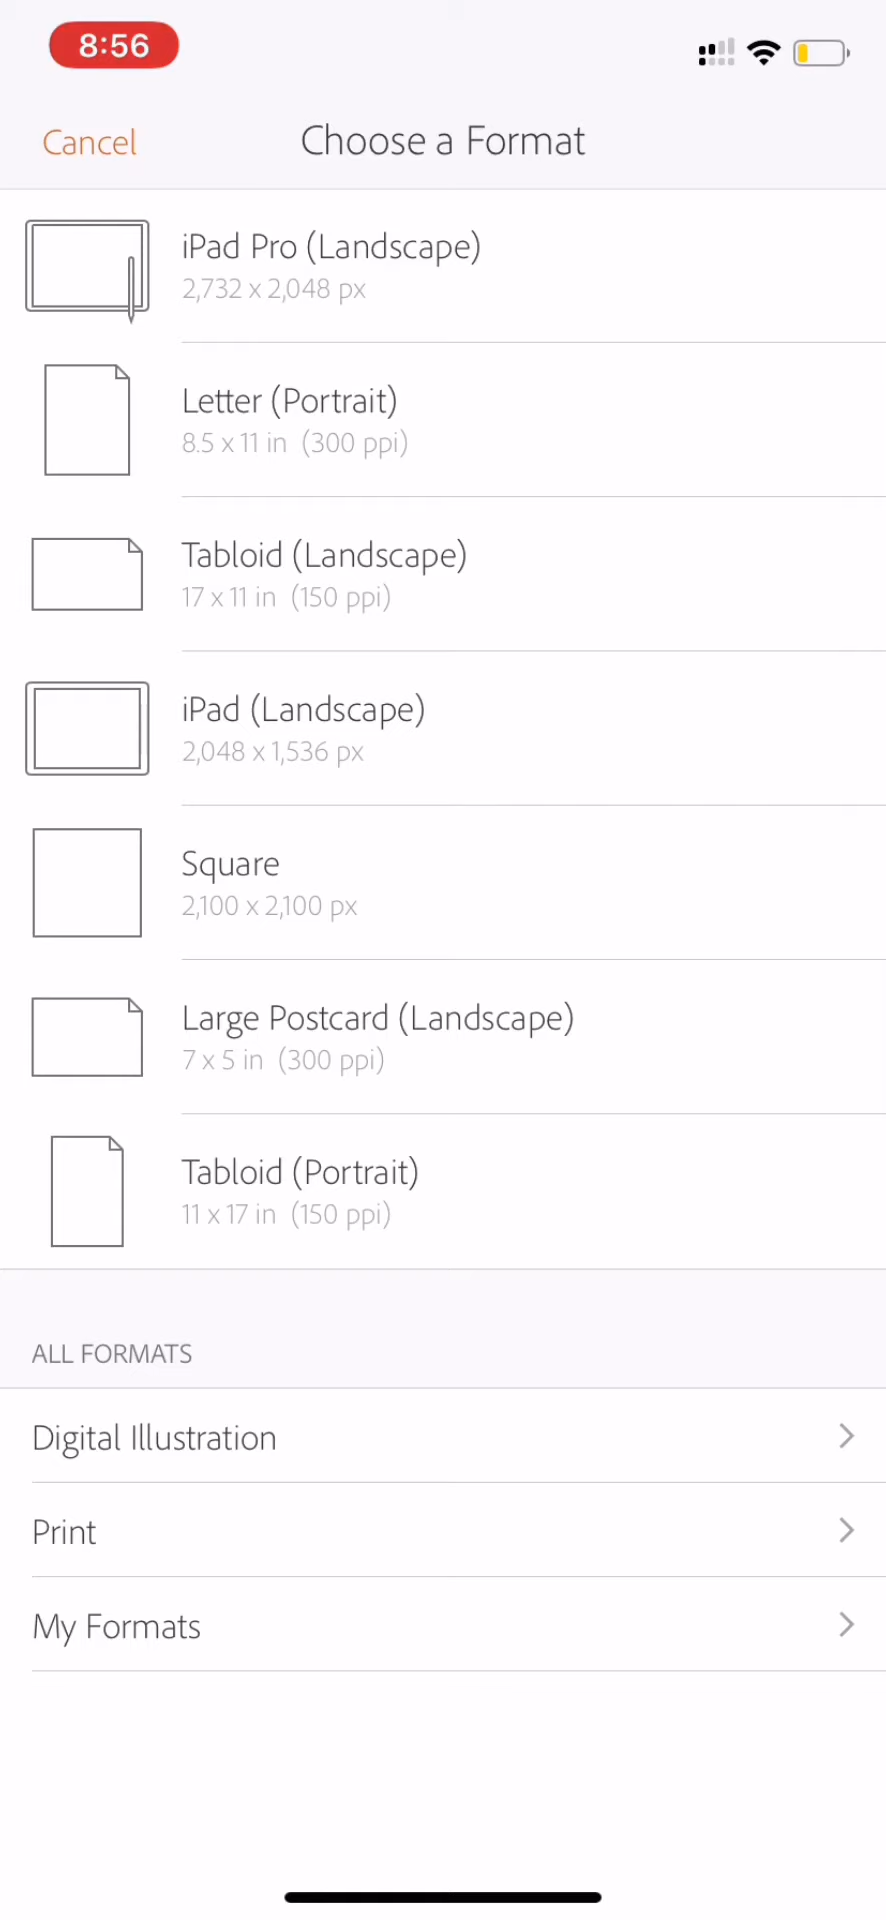 8:56
Cancel
Choose a Format
iPad Pro (Landscape)
2,732 x 2,048 px
Letter (Portrait)
8.5 x 11 in  (300 ppi)
Tabloid (Landscape)
17 x 11 in  (150 ppi)
iPad (Landscape)
2,048 x 1,536 px
Square
2,100 x 2,100 px
Large Postcard (Landscape)
7 x 5 in  (300 ppi)
Tabloid (Portrait)
11 x 17 in  (150 ppi)
ALL FORMATS
Digital Illustration
Print
My Formats